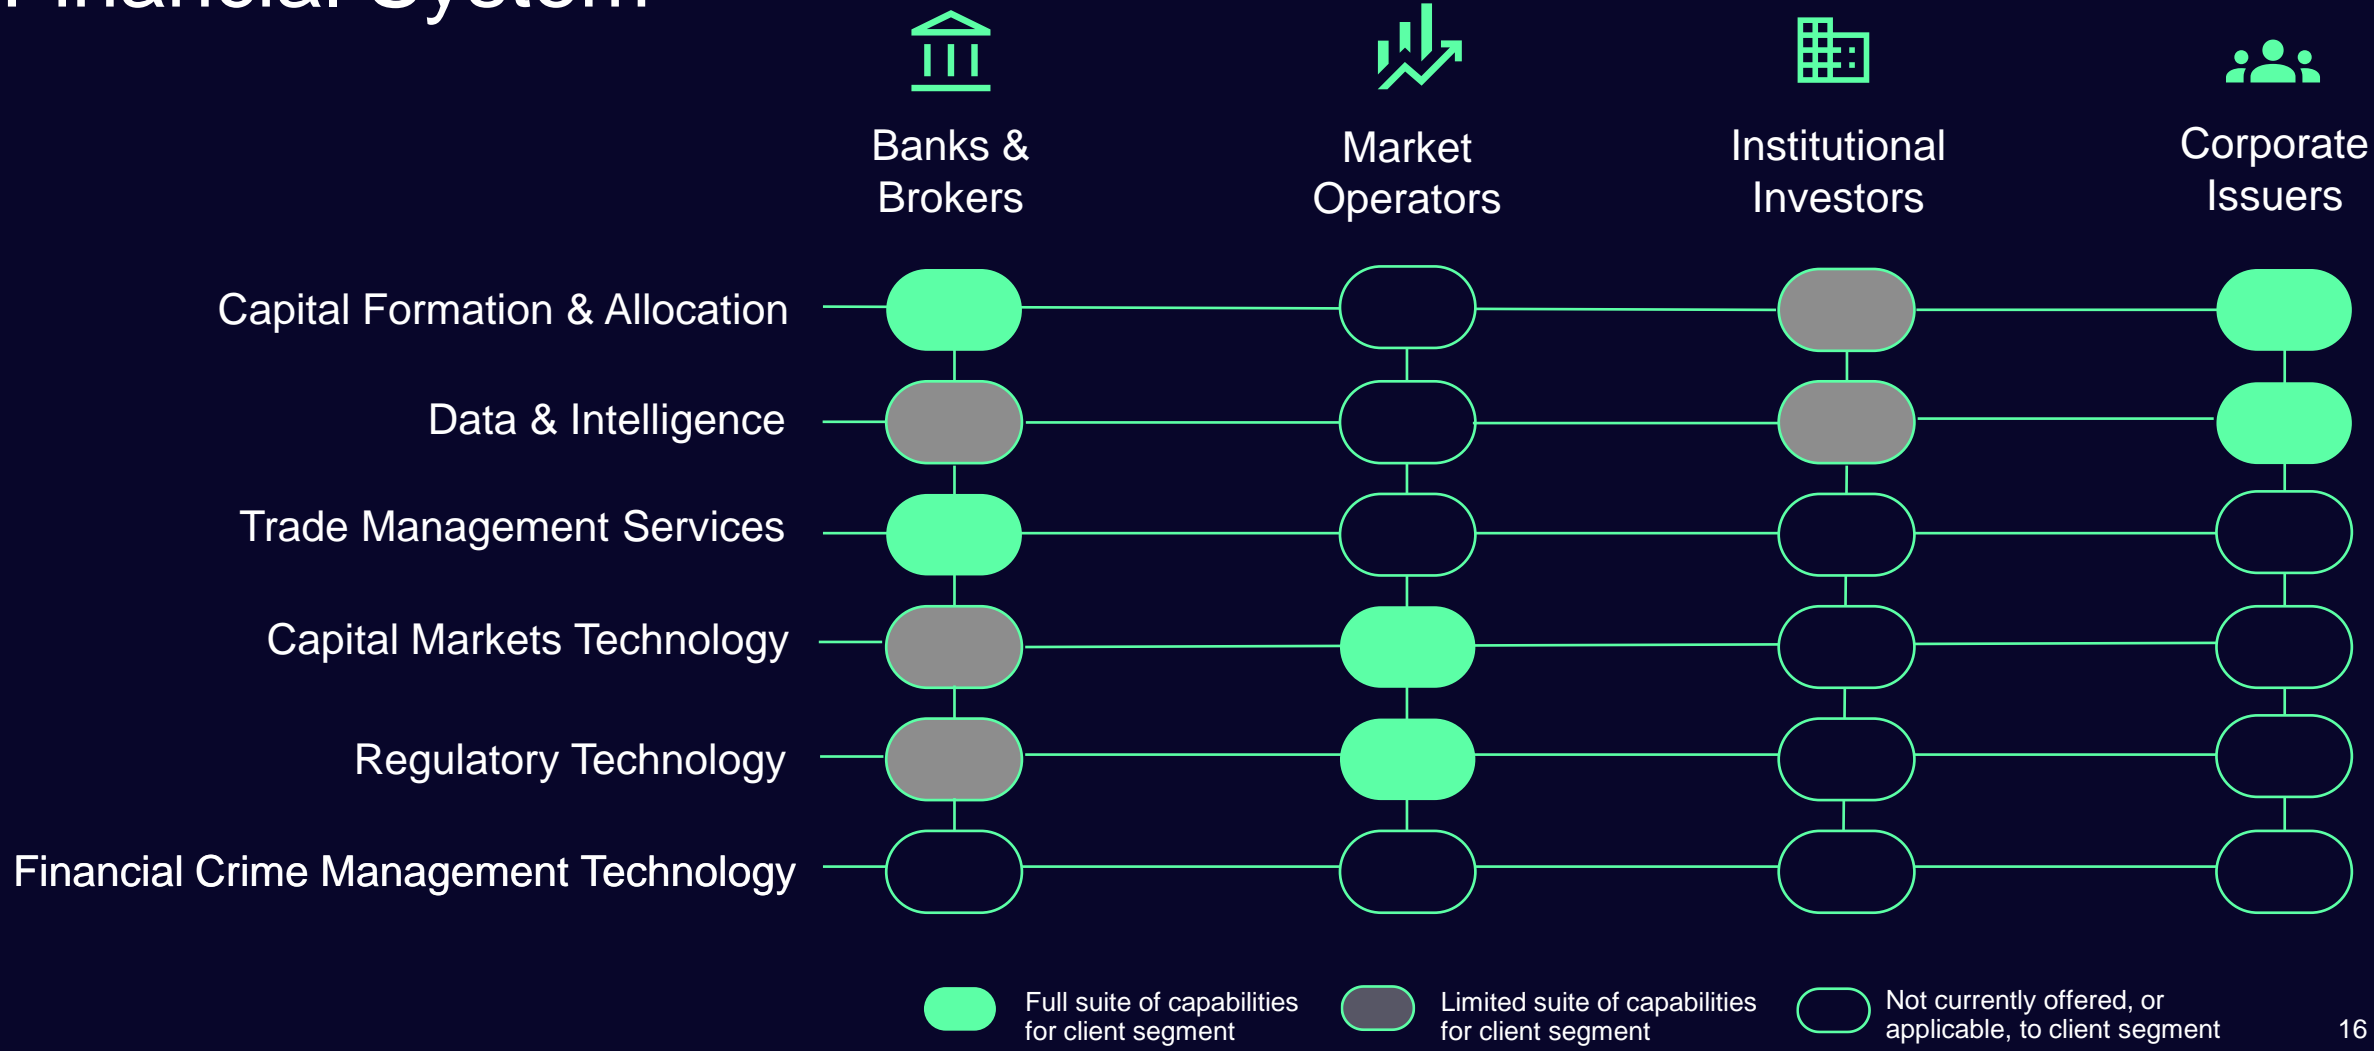 Financial System
Banks &
Brokers
Market
Operators
Institutional
Investors
Corporate
Issuers
Capital Formation & Allocation
Data & Intelligence
Trade Management Services
Capital Markets Technology
Regulatory Technology
Financial Crime Management Technology
Full suite of capabilities
for client segment
Limited suite of capabilities
for client segment
Not currently offered, or
applicable, to client segment
16